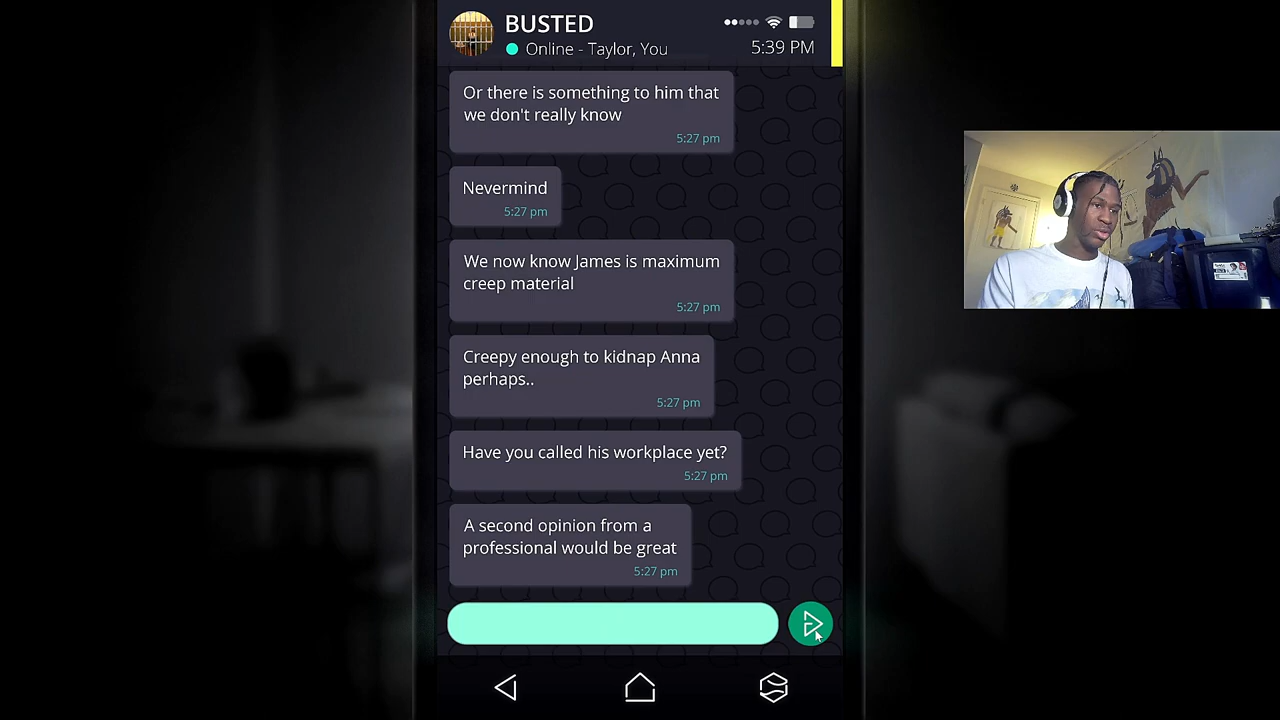 BUSTED
Online - Taylor, You
5:39 PM
Or there is something to him that
we don't really know
5:27 pm
Nevermind
5:27 pm
We now know James is maximum
creep material
5:27 pm
Creepy enough to kidnap Anna
perhaps..
5:27 pm
Have you called his workplace yet?
5:27 pm
A second opinion from a
professional would be great
5:27 pm